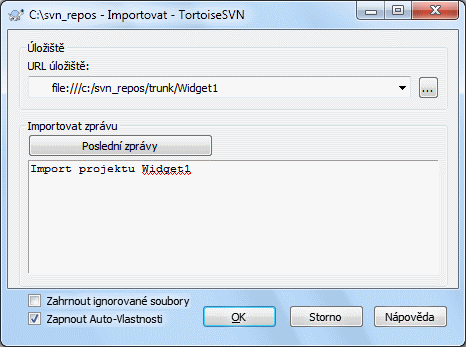 C:\svn_repos - Importovat - TortoiseSVN
Úložiště
URL úložiště:
file:///c:/svn_repos/trunk/Widget1
...
Importovat zprávu
Poslední zprávy
Import projektu Widget1
Zahrnout ignorované soubory
Zapnout Auto-Vlastnosti
OK
Storno
Nápověda